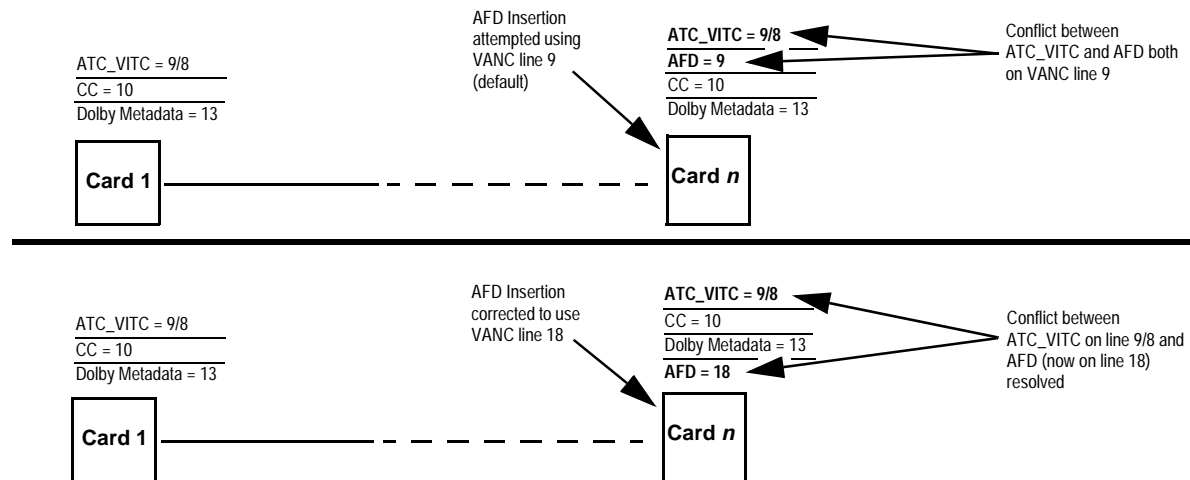 ATC_VITC = 9/8
CC = 10
Dolby Metadata = 13
Card 1
AFD Insertion
attempted using
VANC line 9
(default)
ATC_VITC = 9/8
AFD = 9
CC = 10
Dolby Metadata = 13
Card n
Conflict between
ATC_VITC and AFD both
on VANC line 9
ATC_VITC = 9/8
CC = 10
Dolby Metadata = 13
Card 1
AFD Insertion
corrected to use
VANC line 18
ATC_VITC = 9/8
CC = 10
Dolby Metadata = 13
AFD = 18
Card n
Conflict between
ATC_VITC on line 9/8 and
AFD (now on line 18)
resolved